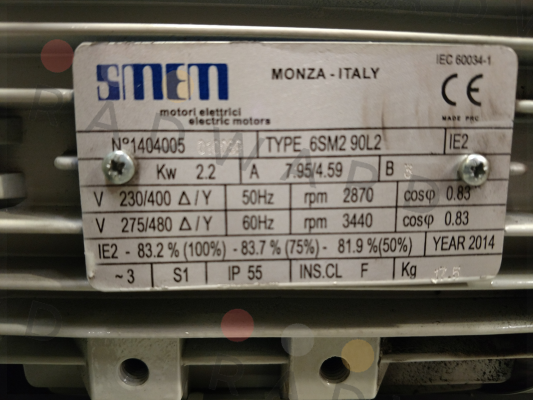 SMEM
MONZA - ITALY
IEC 60034-1
CE
motori elettrici
electric motors
MADE PRC
N°1404005 TYPE 6SM2 90L2 IE2
Kw 2.2 A 7.95/4.59 B
V 230/400 Δ/Y 50Hz rpm 2870 cosφ 0.83
V 275/480 Δ/Y 60Hz rpm 3440 cosφ 0.83
IE2 - 83.2 % (100%) - 83.7 % (75%) - 81.9 % (50%) YEAR 2014
~3 S1 IP 55 INS.CL F Kg